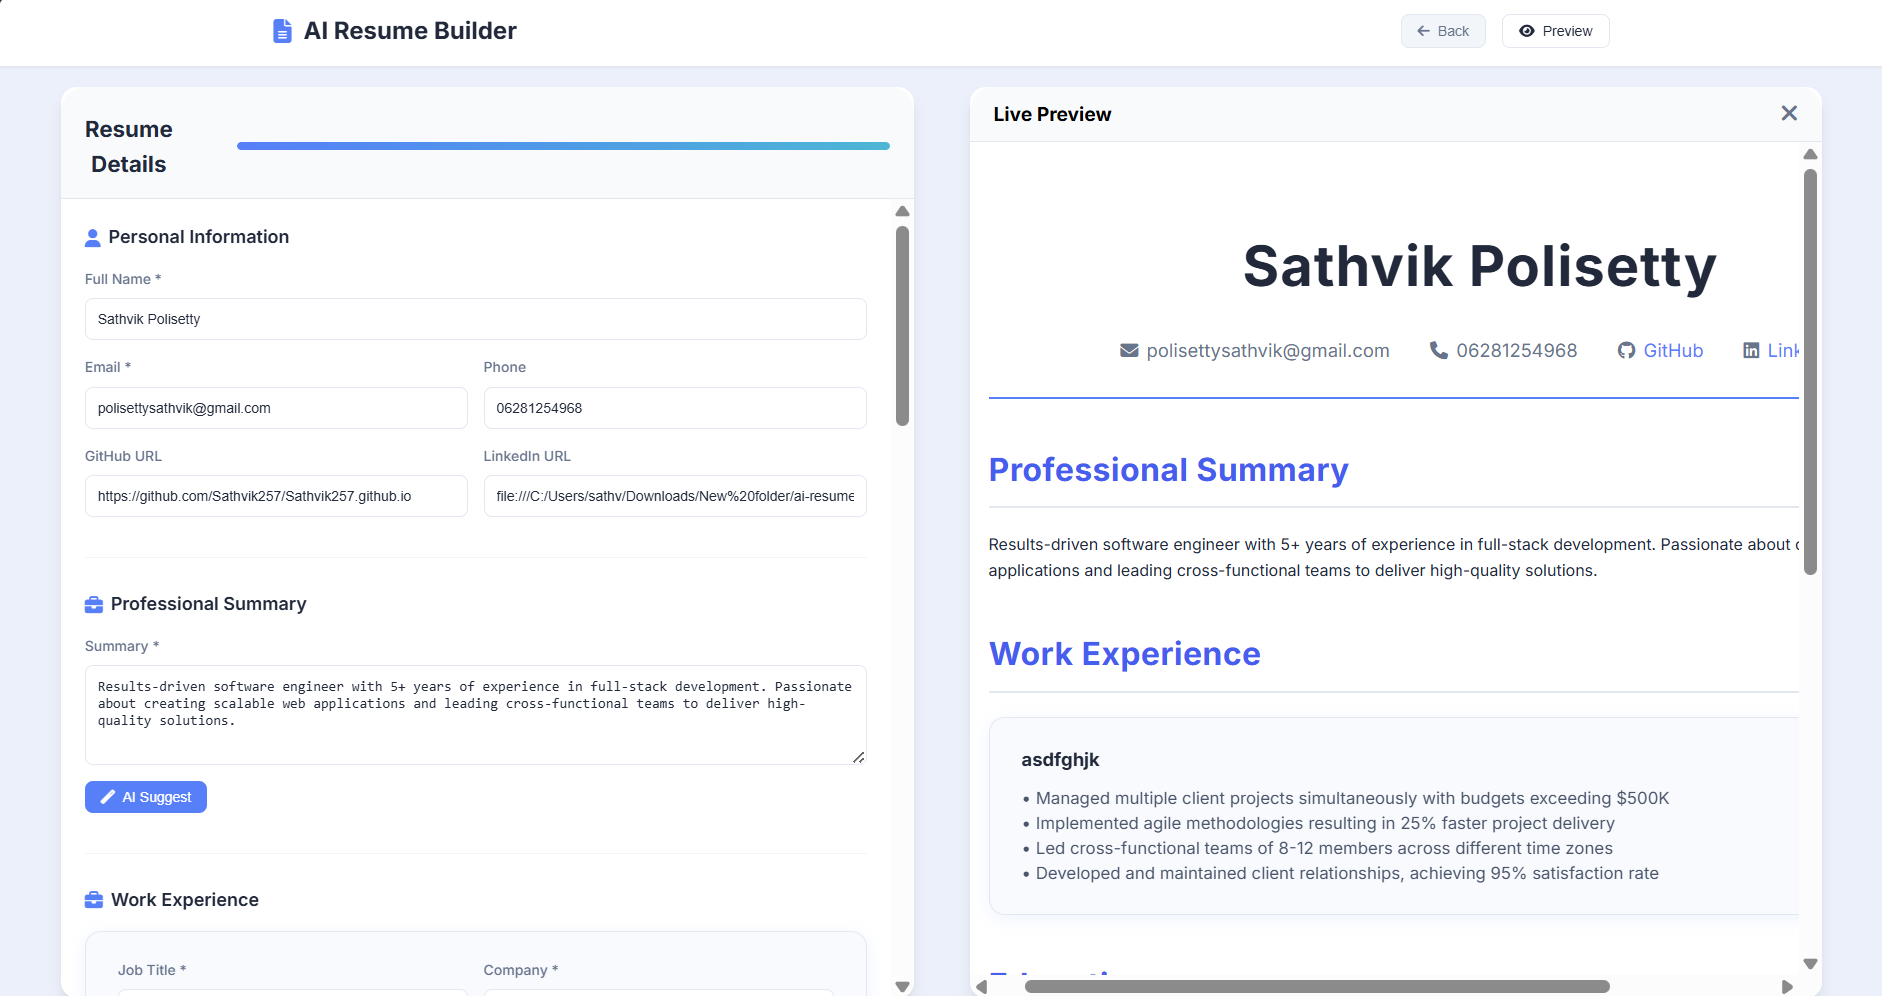 AI Resume Builder
Back
Preview
Resume
Details
Personal Information
Full Name *
Sathvik Polisetty
Email *
Phone
polisettysathvik@gmail.com
06281254968
GitHub URL
LinkedIn URL
https://github.com/Sathvik257/Sathvik257.github.io
file:///C:/Users/sathv/Downloads/New%20folder/ai-resume
Professional Summary
Summary *
Results-driven software engineer with 5+ years of experience in full-stack development. Passionate
about creating scalable web applications and leading cross-functional teams to deliver high-
quality solutions.
AI Suggest
Work Experience
Job Title *
Company *
Live Preview
Sathvik Polisetty
polisettysathvik@gmail.com
06281254968
GitHub
Link
Professional Summary
Results-driven software engineer with 5+ years of experience in full-stack development. Passionate about
applications and leading cross-functional teams to deliver high-quality solutions.
Work Experience
asdfghjk
• Managed multiple client projects simultaneously with budgets exceeding $500K
• Implemented agile methodologies resulting in 25% faster project delivery
• Led cross-functional teams of 8-12 members across different time zones
• Developed and maintained client relationships, achieving 95% satisfaction rate